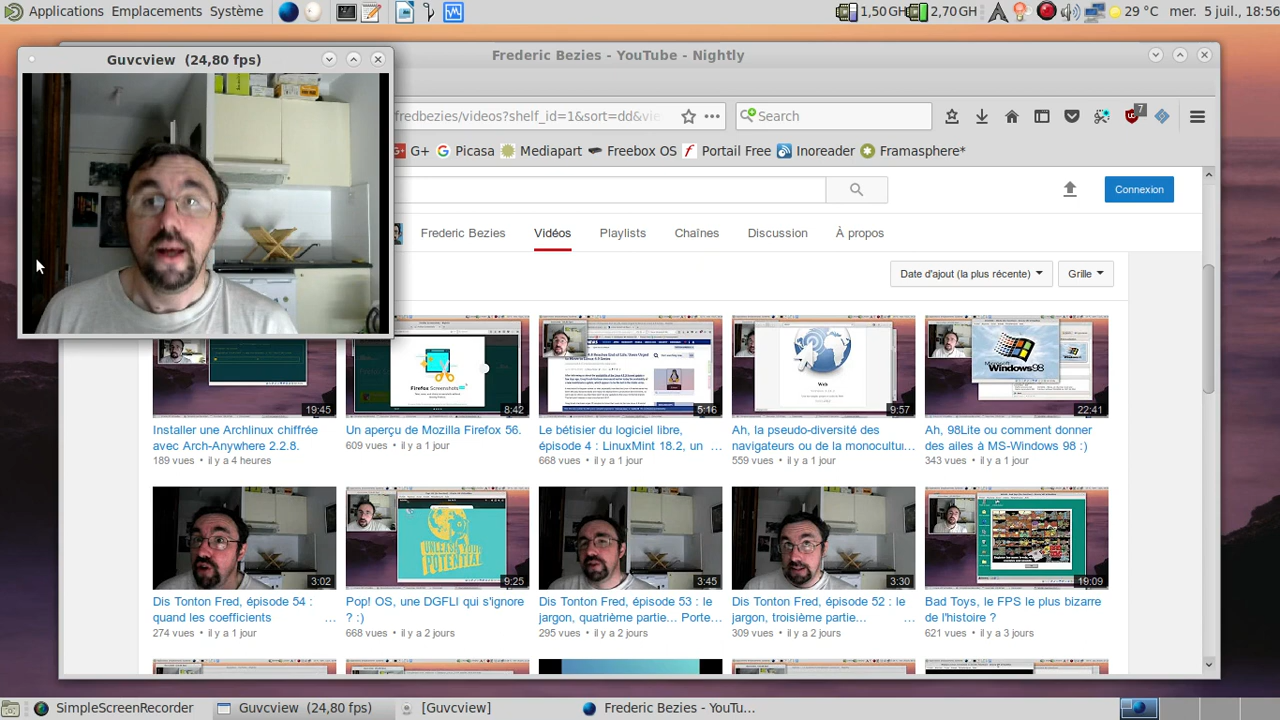 Applications Emplacements Système
1,50GH 2,70 GH 29 °C mer. 5 juil., 18:56
Guvcview (24,80 fps)
Frederic Bezies - YouTube - Nightly
fredbezies/videos?shelf_id=1&sort=dd&vie
Search
7
G+ Picasa Mediapart Freebox OS Portail Free Inoreader Framasphere*
Connexion
Frederic Bezies Vidéos Playlists Chaînes Discussion À propos
Date d'ajout (la plus récente) Grille
Firefox Screenshots
Web
Windows98
19:45 8:42 5:16 9:57 22:41
Installer une Archlinux chiffrée
avec Arch-Anywhere 2.2.8.
189 vues • il y a 4 heures
Un aperçu de Mozilla Firefox 56.
609 vues • il y a 1 jour
Le bétisier du logiciel libre,
épisode 4 : LinuxMint 18.2, un ...
668 vues • il y a 1 jour
Ah, la pseudo-diversité des
navigateurs ou de la monocultu...
559 vues • il y a 1 jour
Ah, 98Lite ou comment donner
des ailes à MS-Windows 98 :)
343 vues • il y a 1 jour
UNLEASH YOUR
POTENTIAL
3:02 9:25 3:45 3:30 19:09
Dis Tonton Fred, épisode 54 :
quand les coefficients ...
274 vues • il y a 1 jour
Pop! OS, une DGFLI qui s'ignore
? :)
668 vues • il y a 2 jours
Dis Tonton Fred, épisode 53 : le
jargon, quatrième partie... Porte...
295 vues • il y a 2 jours
Dis Tonton Fred, épisode 52 : le
jargon, troisième partie... ...
309 vues • il y a 2 jours
Bad Toys, le FPS le plus bizarre
de l'histoire ?
621 vues • il y a 3 jours
SimpleScreenRecorder Guvcview (24,80 fps) [Guvcview] Frederic Bezies - YouTu...